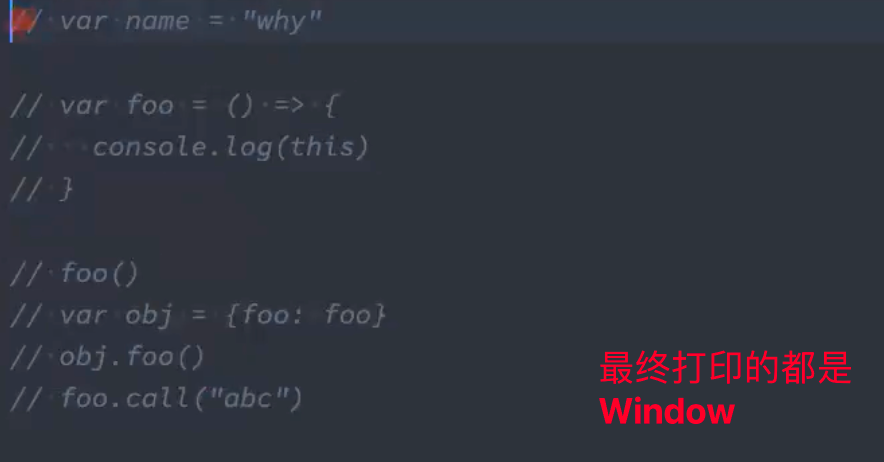 // var name = "why"
// var foo = () => {
//   console.log(this)
// }
// foo()
// var obj = {foo: foo}
// obj.foo()
// foo.call("abc")
最终打印的都是
Window